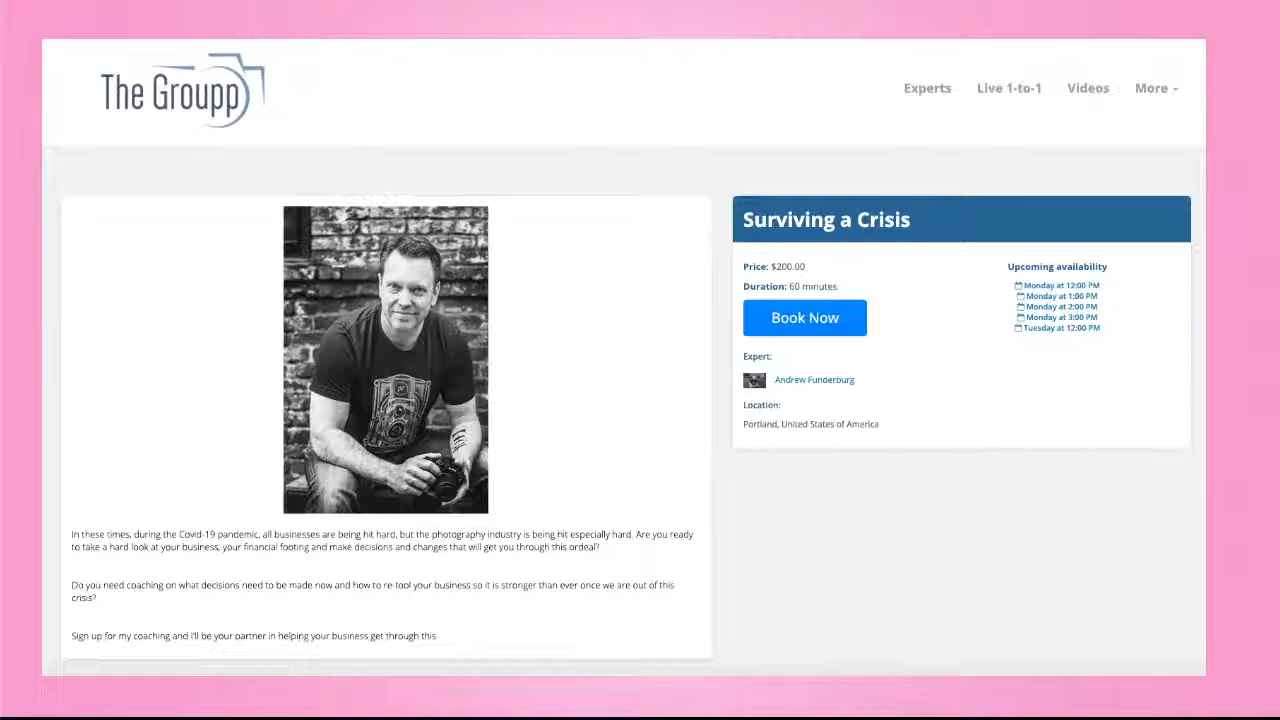 The Groupp
Experts
Live 1-to-1
Videos
More
Surviving a Crisis
Price: $200.00
Duration: 60 minutes
Book Now
Upcoming availability
Monday at 12:00 PM
Monday at 1:00 PM
Monday at 2:00 PM
Monday at 3:00 PM
Tuesday at 12:00 PM
Expert:
Andrew Funderburg
Location:
Portland, United States of America
In these times, during the Covid-19 pandemic, all businesses are being hit hard, but the photography industry is being hit especially hard. Are you ready
to take a hard look at your business, your financial footing and make decisions and changes that will get you through this ordeal?
Do you need coaching on what decisions need to be made now and how to re-tool your business so it is stronger than ever once we are out of this
crisis?
Sign up for my coaching and i'll be your partner in helping your business get through this